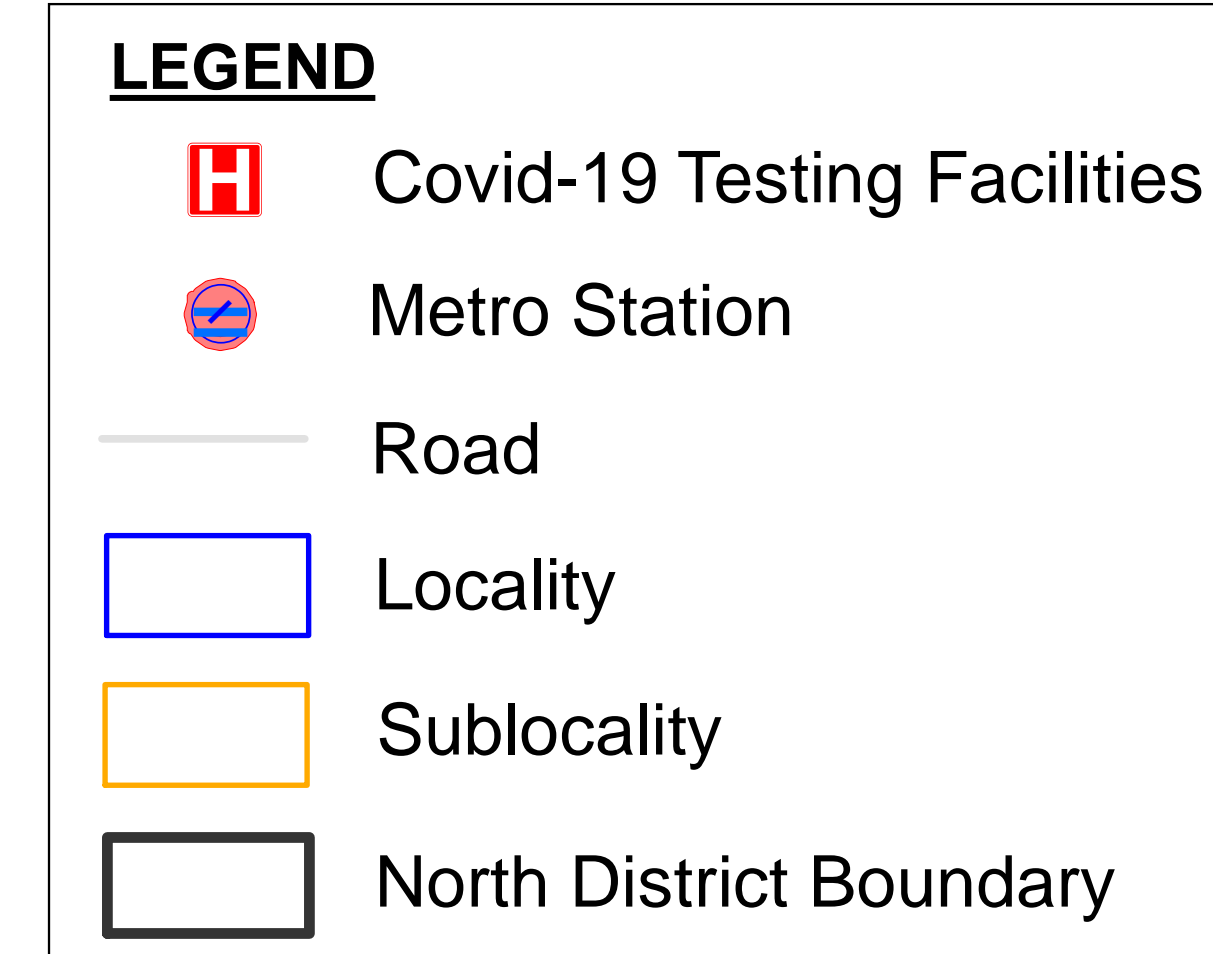 LEGEND
H Covid-19 Testing Facilities
Metro Station
Road
Locality
Sublocality
North District Boundary